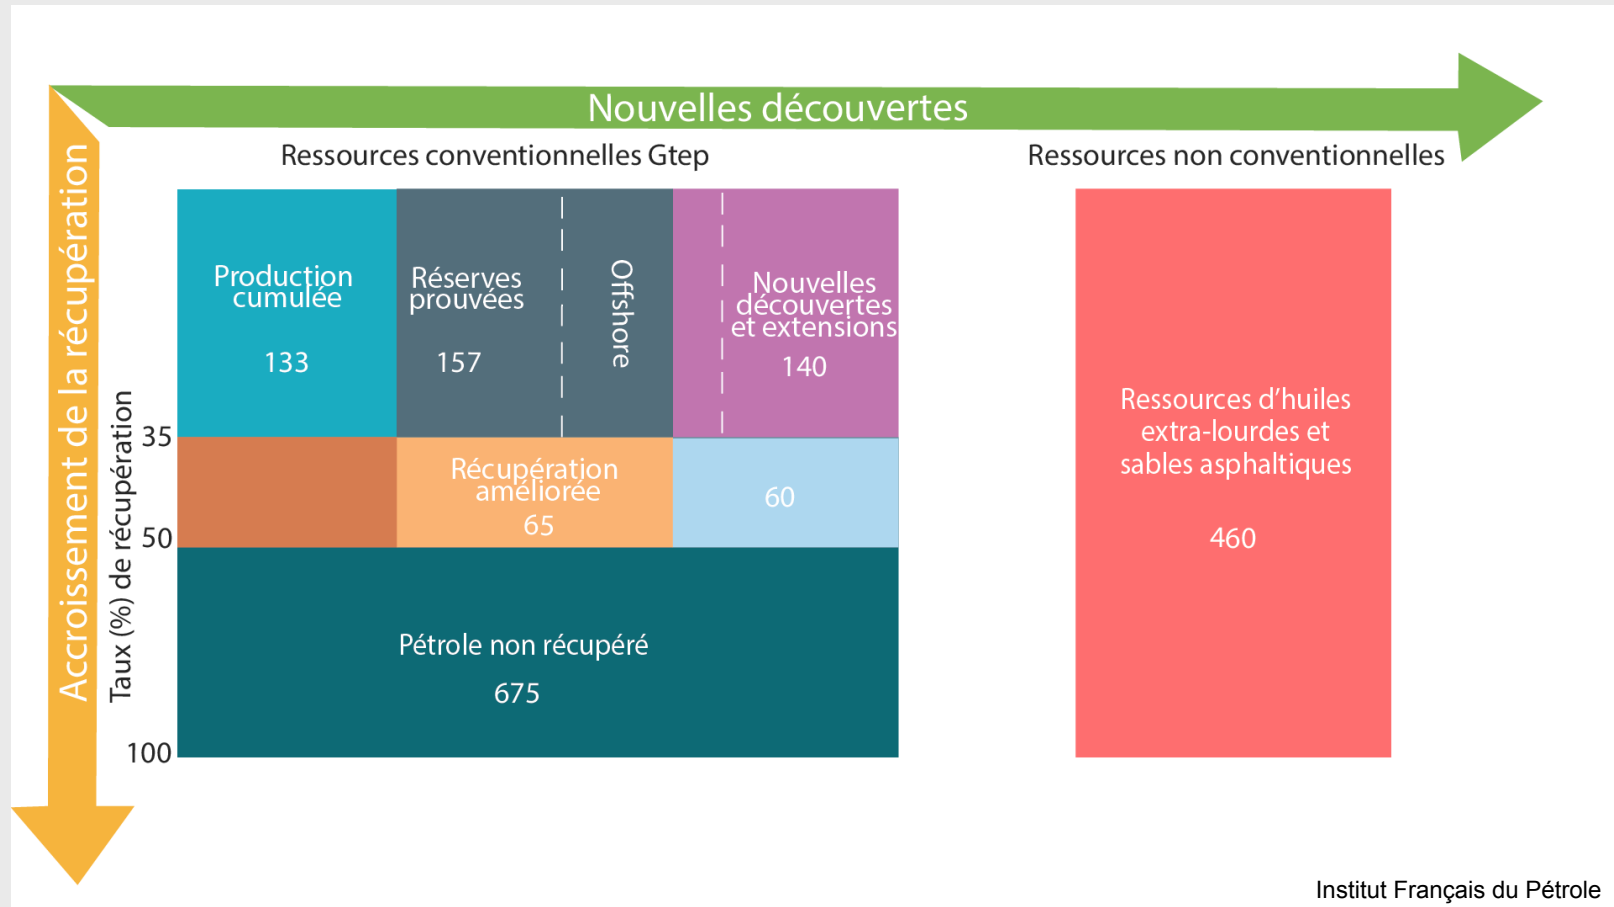 Nouvelles découvertes
Ressources conventionnelles Gtep
Ressources non conventionnelles
Accroissement de la récupération
Taux (%) de récupération
35
50
100
Production
cumulée
133
Réserves
prouvées
157
Offshore
Nouvelles
découvertes
et extensions
140
Récupération
améliorée
65
60
Pétrole non récupéré
675
Ressources d’huiles
extra-lourdes et
sables asphaltiques
460
Institut Français du Pétrole